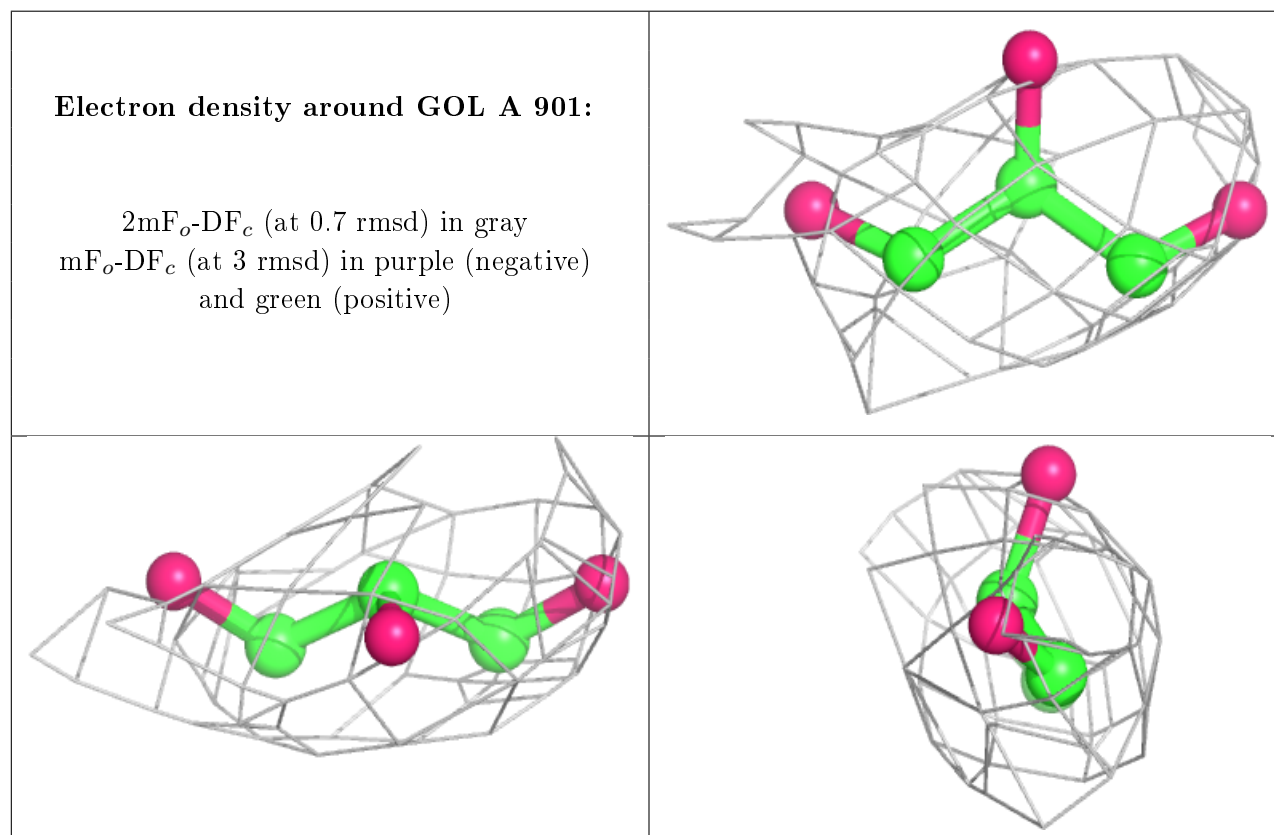 Electron density around GOL A 901:
2mFo-DFc (at 0.7 rmsd) in gray
mFo-DFc (at 3 rmsd) in purple (negative)
and green (positive)